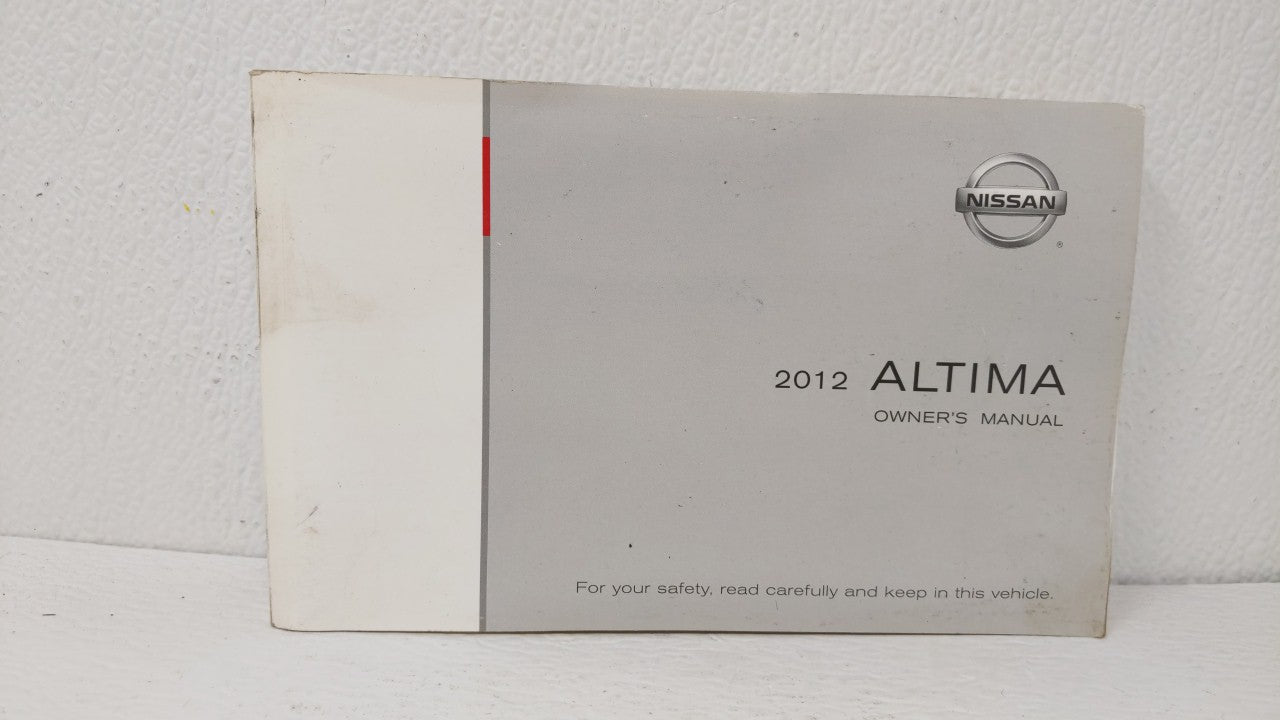 NISSAN
®
2012 ALTIMA
OWNER'S MANUAL
For your safety, read carefully and keep in this vehicle.